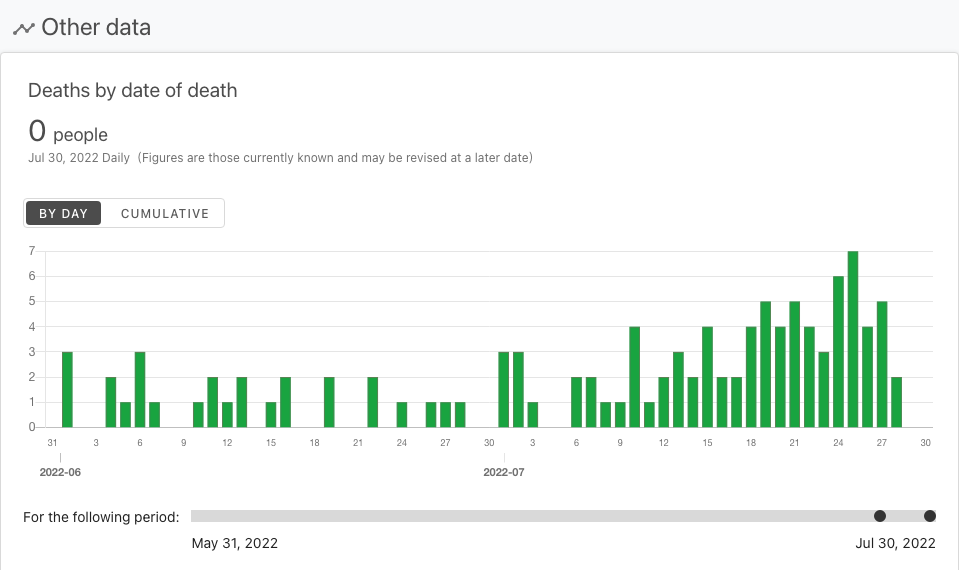 Other data
Deaths by date of death
0 people
Jul 30, 2022 Daily (Figures are those currently known and may be revised at a later date)
BY DAY CUMULATIVE
7
6
5
4
3
2
1
0
31 3 6 9 12 15 18 21 24 27 30 3 6 9 12 15 18 21 24 27 30
2022-06 2022-07
For the following period:
May 31, 2022 Jul 30, 2022